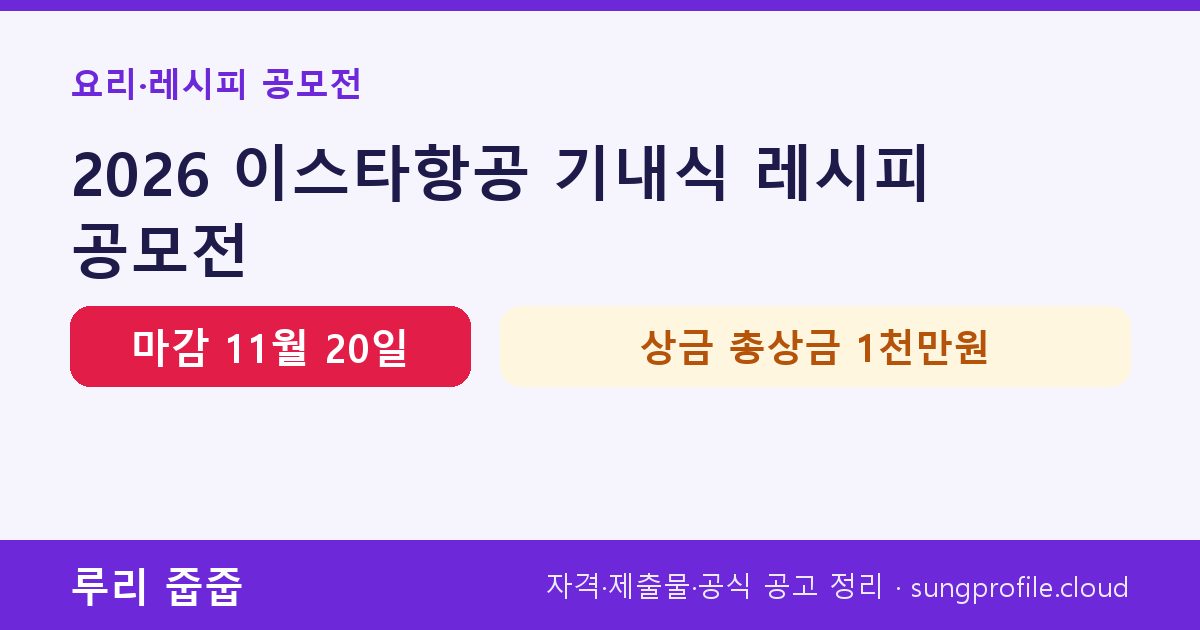 요리·레시피 공모전
2026 이스타항공 기내식 레시피
공모전
마감 11월 20일
상금 총상금 1천만원
루리 줍줍
자격·제출물·공식 공고 정리 · sungprofile.cloud